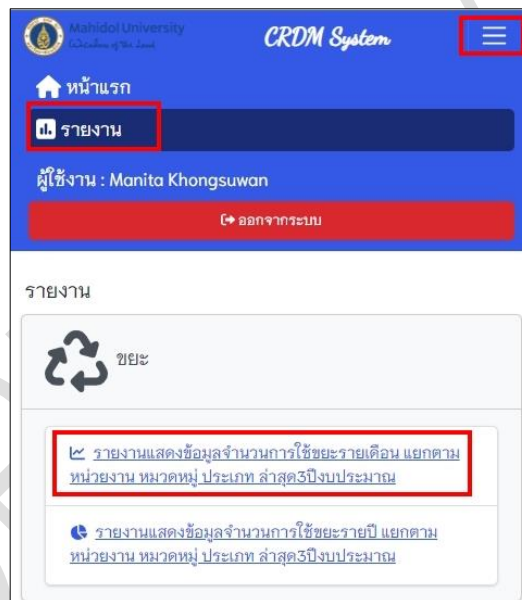 Mahidol University
Wisdom of the Land
CRDM System
หน้าแรก
รายงาน
ผู้ใช้งาน : Manita Khongsuwan
ออกจากระบบ
รายงาน
ขยะ
รายงานแสดงข้อมูลจำนวนการใช้ขยะรายเดือน แยกตาม
หน่วยงาน หมวดหมู่ ประเภท ล่าสุด3ปีงบประมาณ
รายงานแสดงข้อมูลจำนวนการใช้ขยะรายปี แยกตาม
หน่วยงาน หมวดหมู่ ประเภท ล่าสุด3ปีงบประมาณ